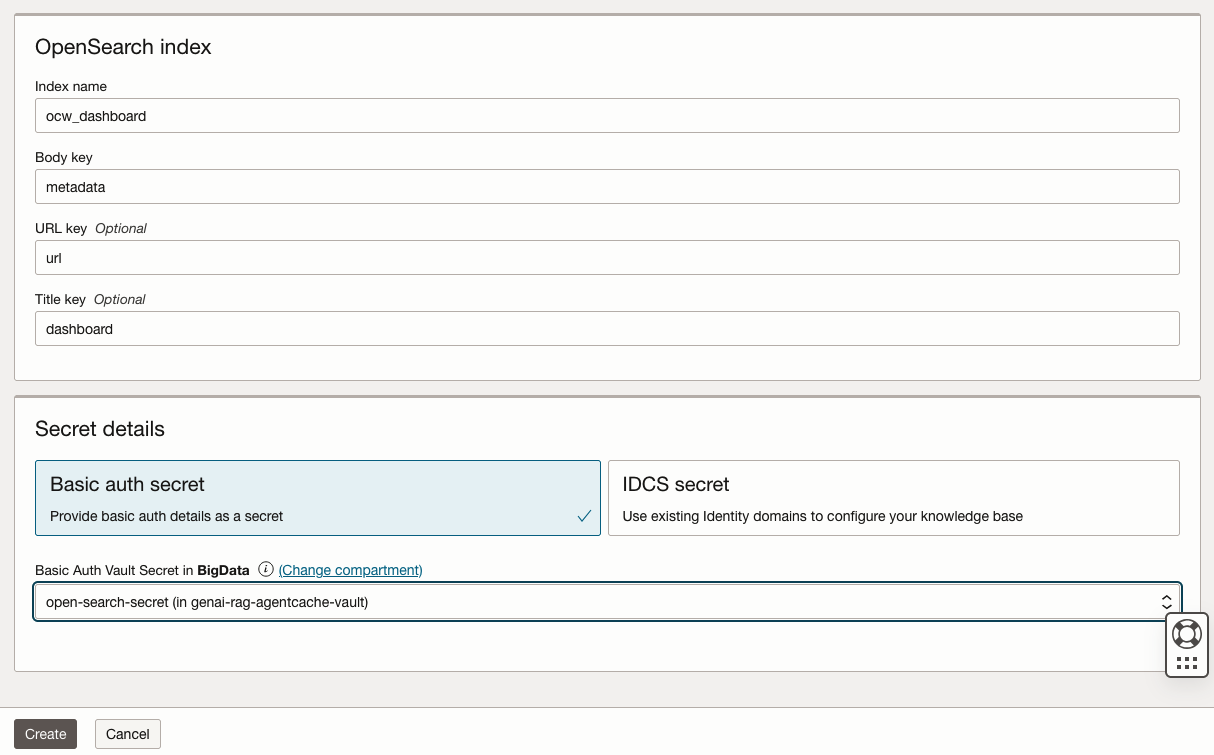 OpenSearch index
Index name
ocw_dashboard
Body key
metadata
URL key Optional
url
Title key Optional
dashboard
Secret details
Basic auth secret
Provide basic auth details as a secret
IDCS secret
Use existing Identity domains to configure your knowledge base
Basic Auth Vault Secret in BigData i (Change compartment)
open-search-secret (in genai-rag-agentcache-vault)
Create Cancel